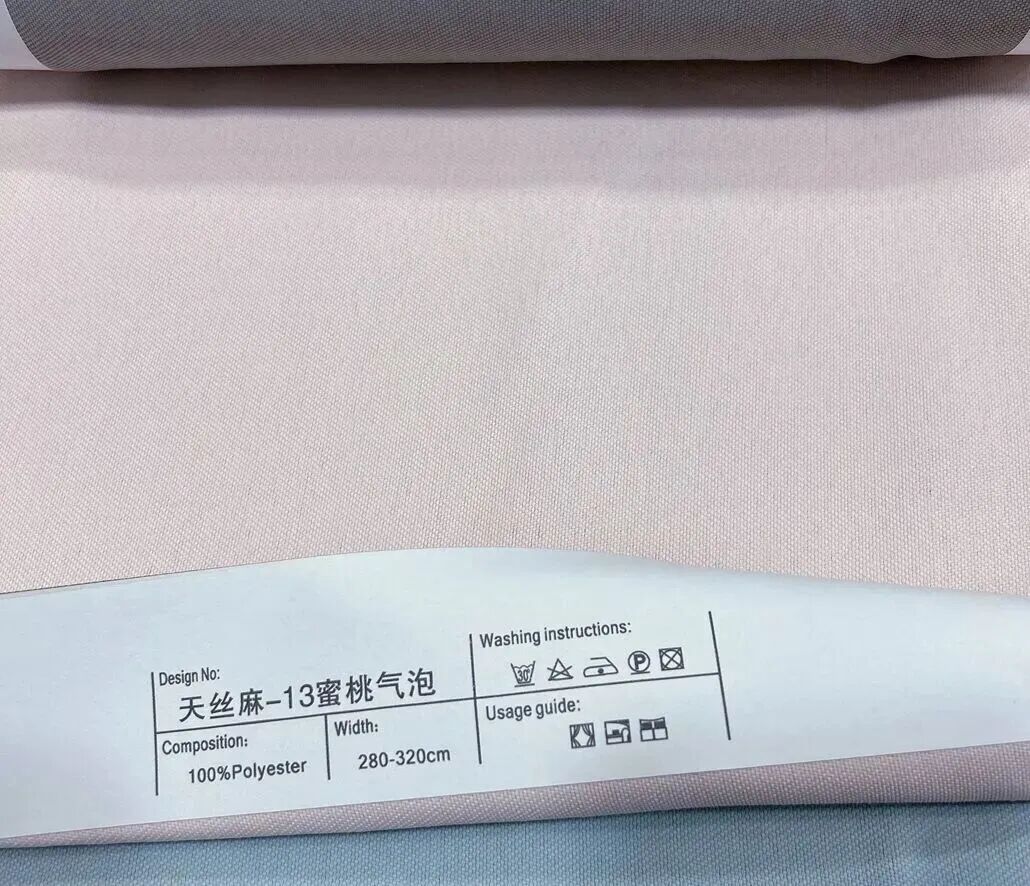 Design No:
天丝麻-13蜜桃气泡
Composition:
100%Polyester
Width:
280-320cm
Washing instructions:
30° P
Usage guide: